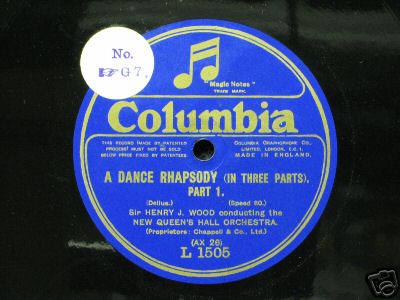 No.
☞ G7.
"Magic Notes"
TRADE MARK.
Columbia
THIS RECORD (MADE BY PATENTED PROCESS) MUST NOT BE SOLD BELOW PRICE FIXED BY PATENTEES.
COLUMBIA GRAPHOPHONE CO., LIMITED, LONDON, E.C. 1. MADE IN ENGLAND.
A DANCE RHAPSODY (IN THREE PARTS).
PART 1.
(Delius.) (Speed 80.)
Sir HENRY J. WOOD conducting the
NEW QUEEN'S HALL ORCHESTRA.
(Proprietors: Chappell & Co., Ltd.)
(AX 26)
L 1505
ebY